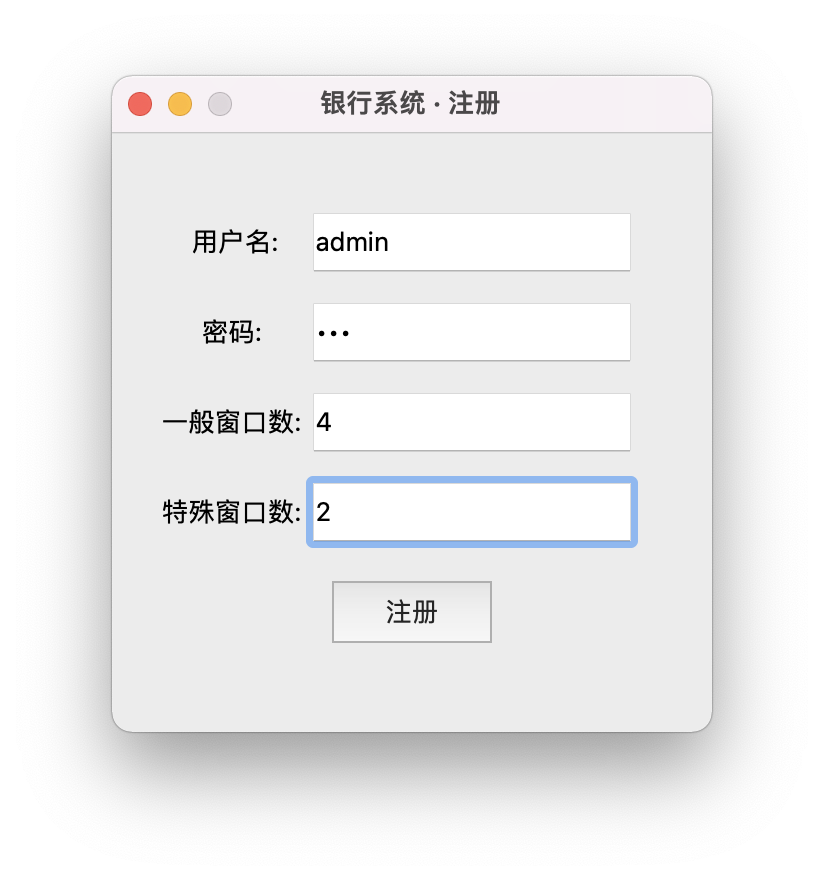 银行系统 · 注册
用户名: admin
密码: •••
一般窗口数: 4
特殊窗口数: 2
注册